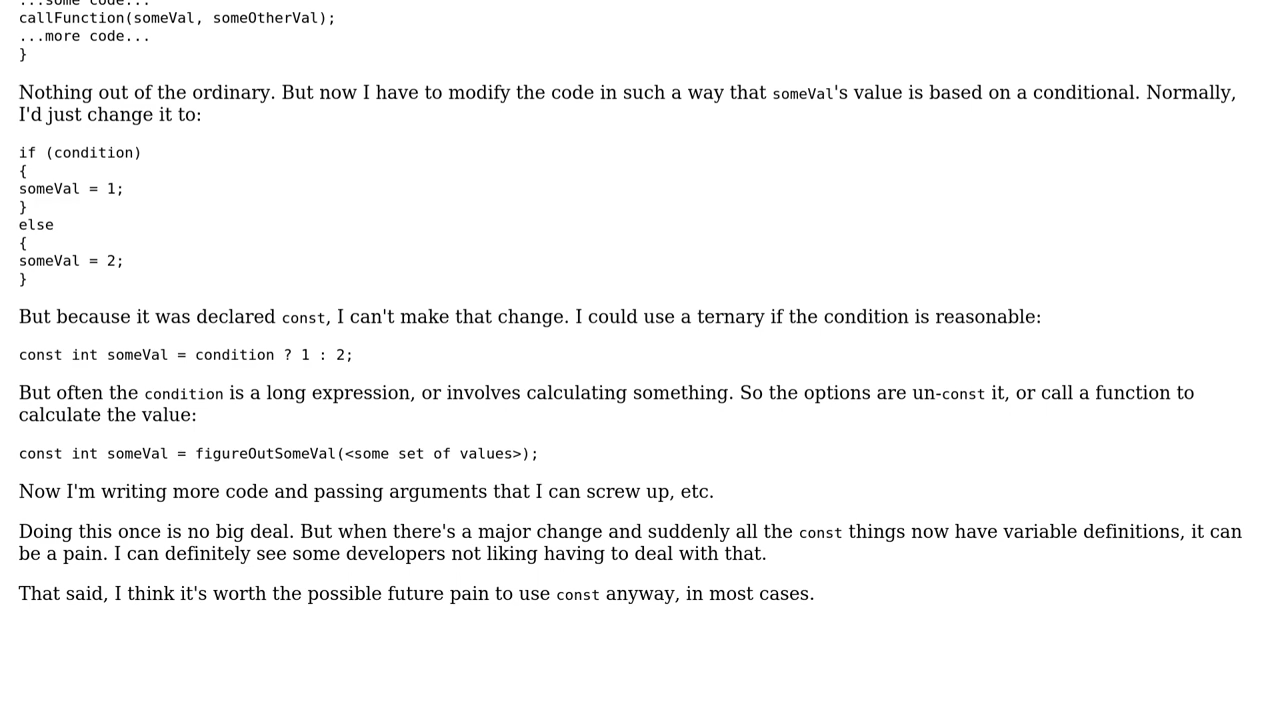 ...some code...
callFunction(someVal, someOtherVal);
...more code...
}
Nothing out of the ordinary. But now I have to modify the code in such a way that someVal's value is based on a conditional. Normally,
I'd just change it to:
if (condition)
{
someVal = 1;
}
else
{
someVal = 2;
}
But because it was declared const, I can't make that change. I could use a ternary if the condition is reasonable:
const int someVal = condition ? 1 : 2;
But often the condition is a long expression, or involves calculating something. So the options are un-const it, or call a function to
calculate the value:
const int someVal = figureOutSomeVal(<some set of values>);
Now I'm writing more code and passing arguments that I can screw up, etc.
Doing this once is no big deal. But when there's a major change and suddenly all the const things now have variable definitions, it can
be a pain. I can definitely see some developers not liking having to deal with that.
That said, I think it's worth the possible future pain to use const anyway, in most cases.